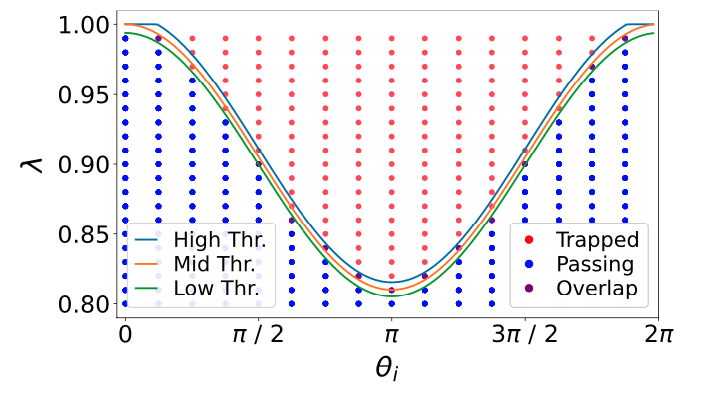 1.00
0.95
0.90
0.85
0.80
λ
High Thr.
Mid Thr.
Low Thr.
Trapped
Passing
Overlap
0
π / 2
π
3π / 2
2π
θi